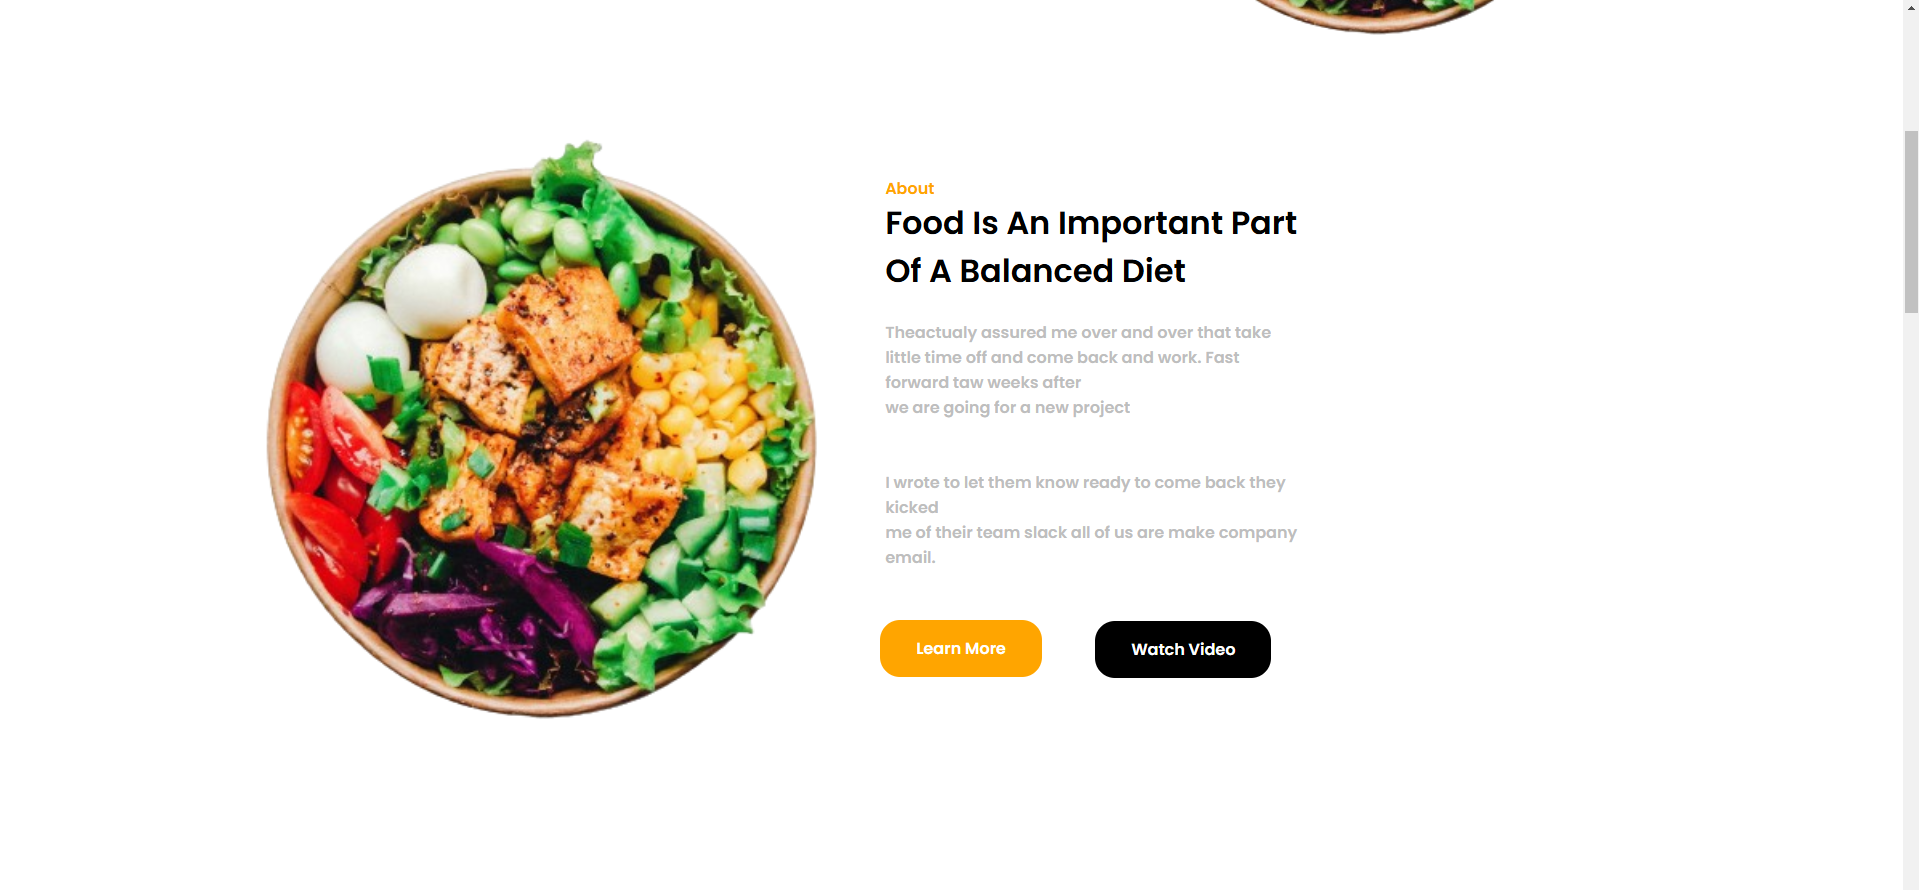 About
Food Is An Important Part
Of A Balanced Diet
Theactualy assured me over and over that take
little time off and come back and work. Fast
forward taw weeks after
we are going for a new project
I wrote to let them know ready to come back they
kicked
me of their team slack all of us are make company
email.
Learn More
Watch Video